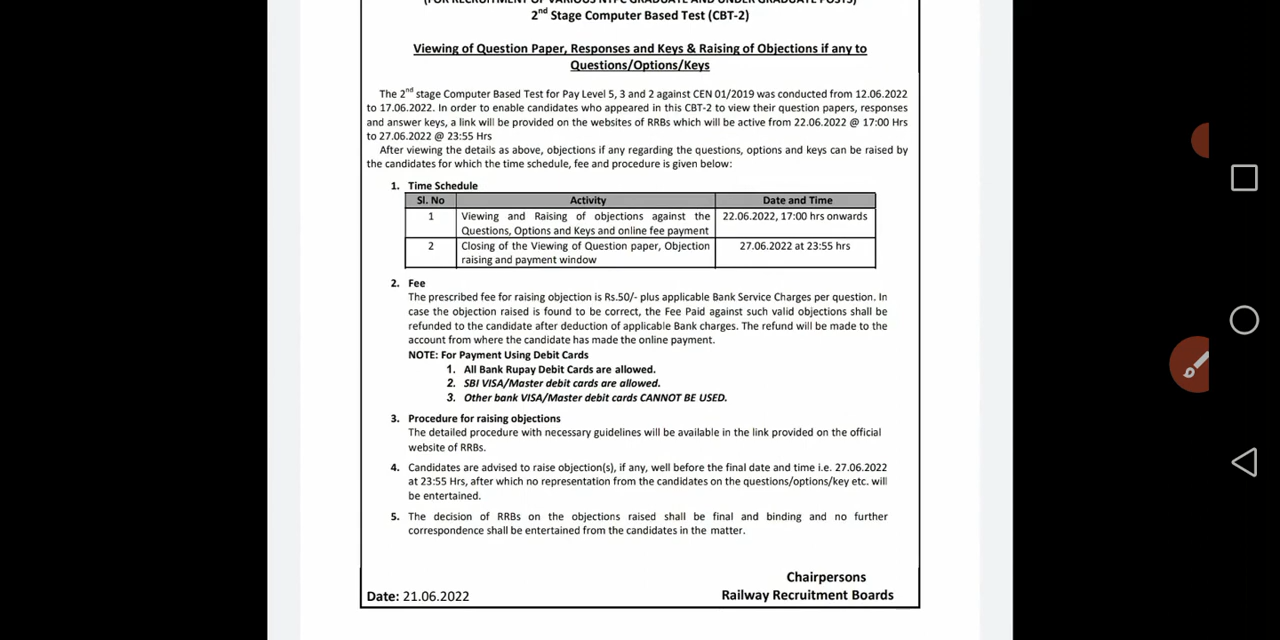 (FOR RECRUITMENT OF VARIOUS NTPC GRADUATE AND UNDER GRADUATE POSTS)
2nd Stage Computer Based Test (CBT-2)
Viewing of Question Paper, Responses and Keys & Raising of Objections if any to
Questions/Options/Keys
The 2nd stage Computer Based Test for Pay Level 5, 3 and 2 against CEN 01/2019 was conducted from 12.06.2022
to 17.06.2022. In order to enable candidates who appeared in this CBT-2 to view their question papers, responses
and answer keys, a link will be provided on the websites of RRBs which will be active from 22.06.2022 @ 17:00 Hrs
to 27.06.2022 @ 23:55 Hrs
After viewing the details as above, objections if any regarding the questions, options and keys can be raised by
the candidates for which the time schedule, fee and procedure is given below:
1. Time Schedule
Sl. No Activity Date and Time
1 Viewing and Raising of objections against the 22.06.2022, 17:00 hrs onwards
Questions, Options and Keys and online fee payment
2 Closing of the Viewing of Question paper, Objection 27.06.2022 at 23:55 hrs
raising and payment window
2. Fee
The prescribed fee for raising objection is Rs.50/- plus applicable Bank Service Charges per question. In
case the objection raised is found to be correct, the Fee Paid against such valid objections shall be
refunded to the candidate after deduction of applicable Bank charges. The refund will be made to the
account from where the candidate has made the online payment.
NOTE: For Payment Using Debit Cards
1. All Bank Rupay Debit Cards are allowed.
2. SBI VISA/Master debit cards are allowed.
3. Other bank VISA/Master debit cards CANNOT BE USED.
3. Procedure for raising objections
The detailed procedure with necessary guidelines will be available in the link provided on the official
website of RRBs.
4. Candidates are advised to raise objection(s), if any, well before the final date and time i.e. 27.06.2022
at 23:55 Hrs, after which no representation from the candidates on the questions/options/key etc. will
be entertained.
5. The decision of RRBs on the objections raised shall be final and binding and no further
correspondence shall be entertained from the candidates in the matter.
Chairpersons
Date: 21.06.2022 Railway Recruitment Boards